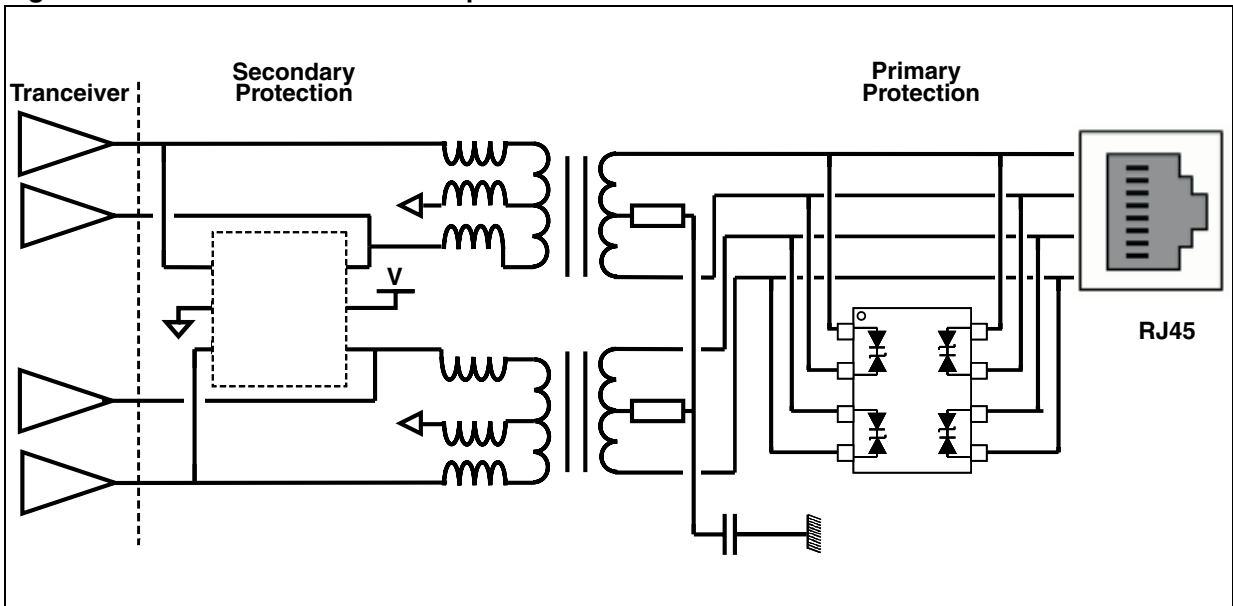 Tranceiver
Secondary
Protection
Primary
Protection
V
RJ45